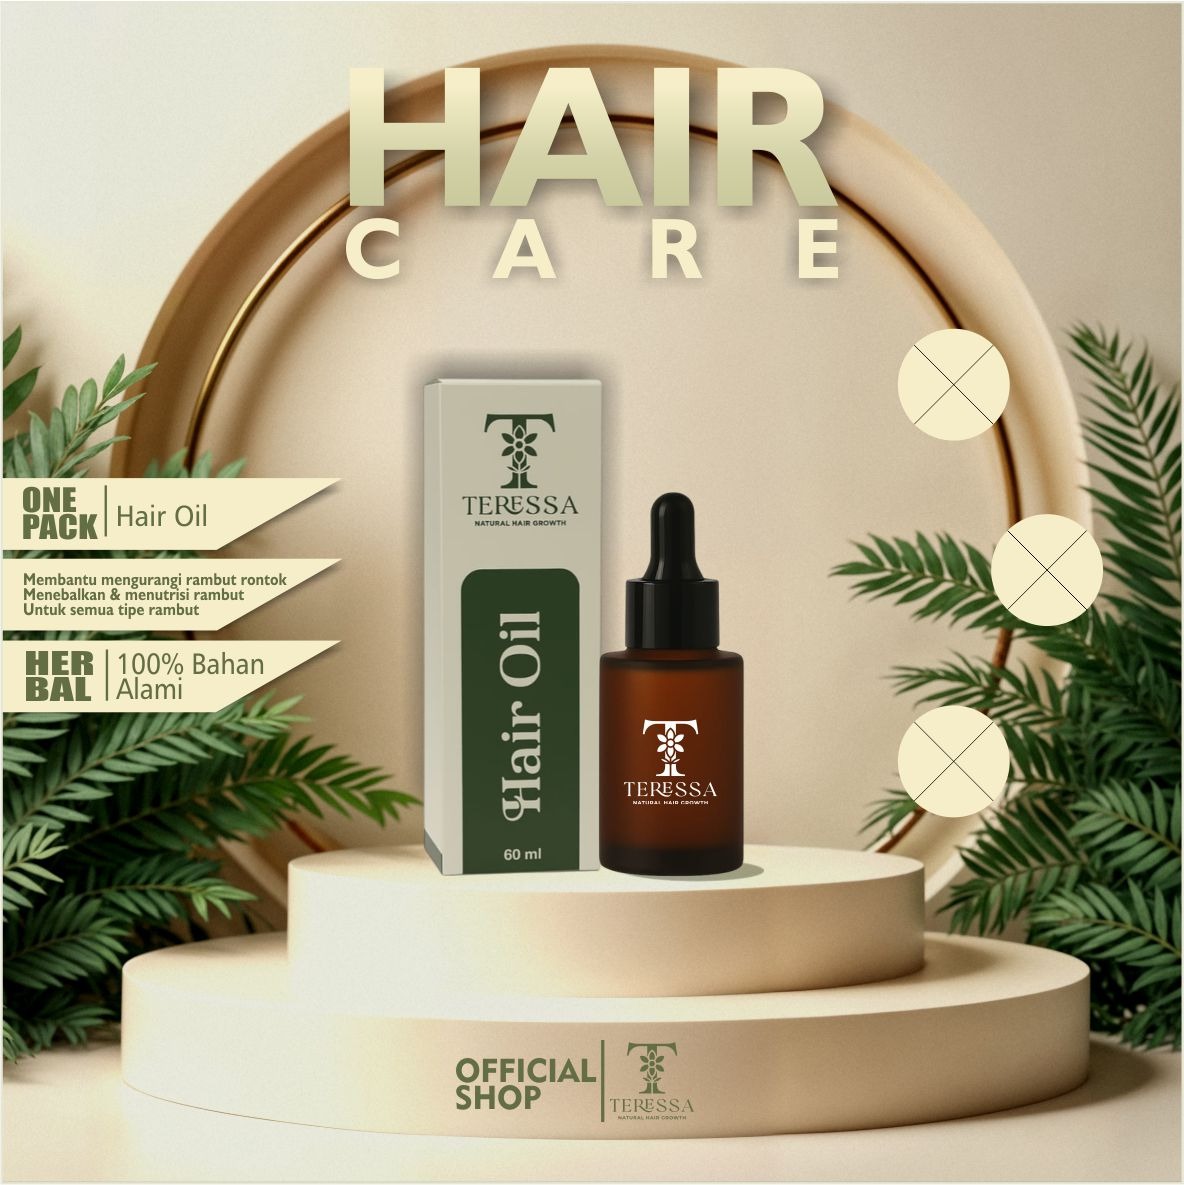 HAIR
CARE
TERESSA
NATURAL HAIR GROWTH
Hair Oil
60 ml
TERESSA
NATURAL HAIR GROWTH
ONE
PACK
Hair Oil
Membantu mengurangi rambut rontok
Menebalkan & menutrisi rambut
Untuk semua tipe rambut
HER
BAL
100% Bahan
Alami
OFFICIAL
SHOP
TERESSA
NATURAL HAIR GROWTH